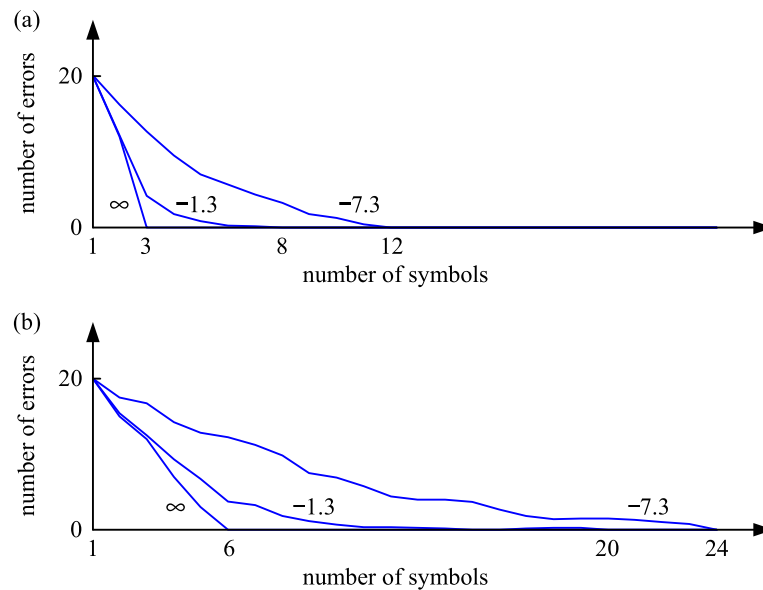 (a)
number of errors
20
0
∞
−1.3
−7.3
1 3 8 12
number of symbols
(b)
number of errors
20
0
∞
−1.3
−7.3
1 6 20 24
number of symbols